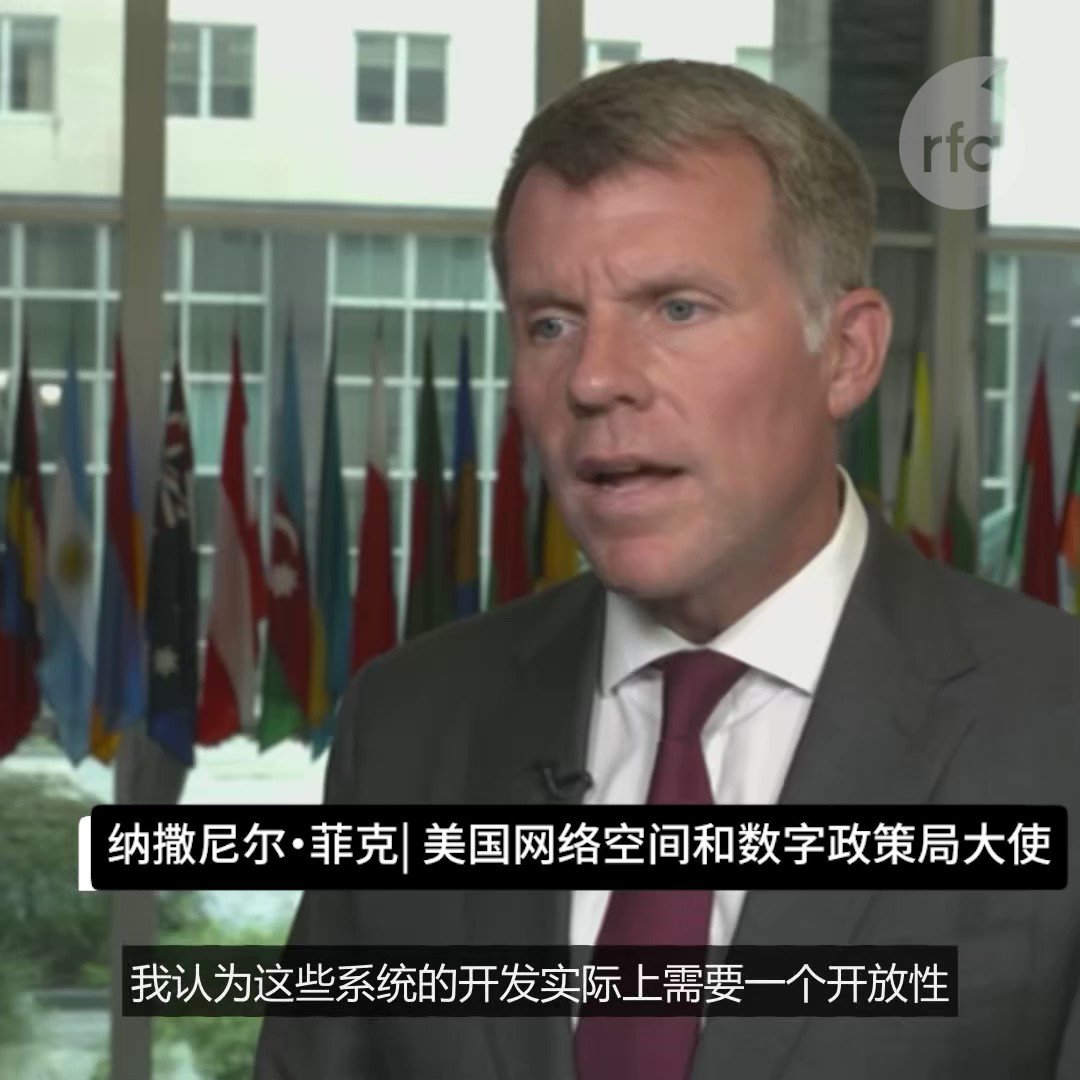 rfa
纳撒尼尔·菲克| 美国网络空间和数字政策局大使
我认为这些系统的开发实际上需要一个开放性